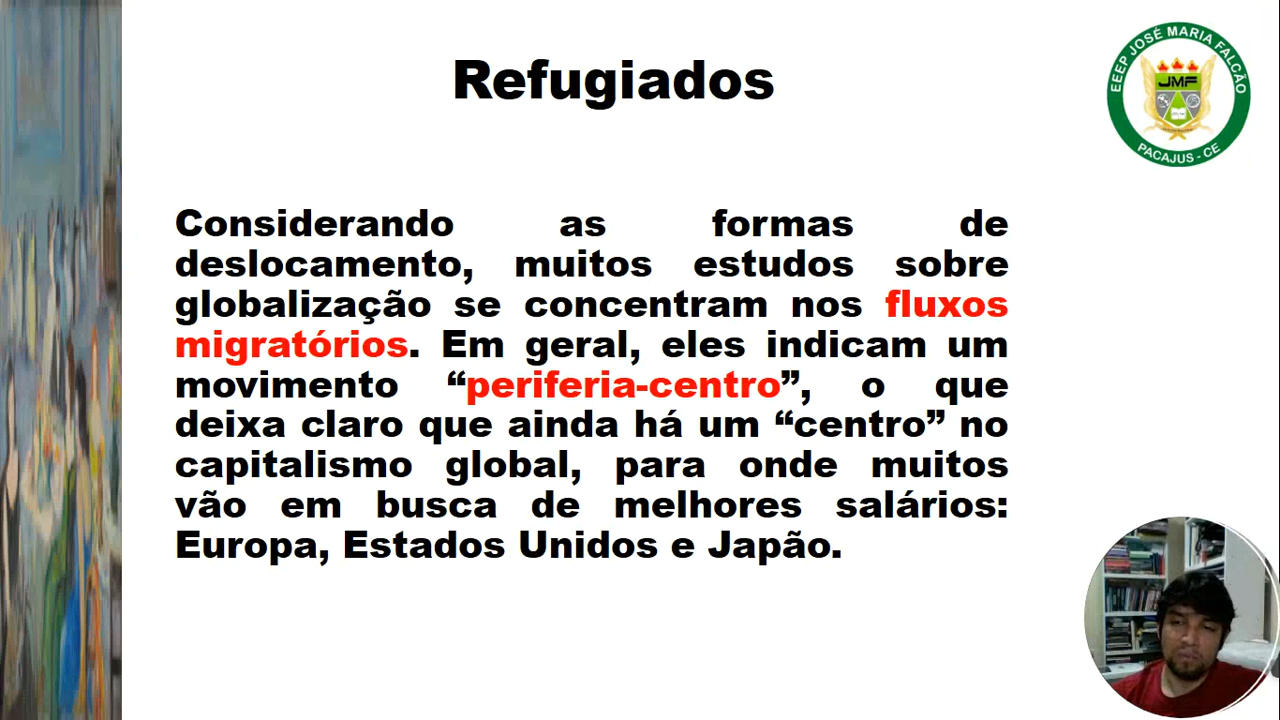 Refugiados
EEEP JOSÉ MARIA FALCÃO
JMF
PACAJUS - CE
Considerando as formas de
deslocamento, muitos estudos sobre
globalização se concentram nos fluxos
migratórios. Em geral, eles indicam um
movimento “periferia-centro”, o que
deixa claro que ainda há um “centro” no
capitalismo global, para onde muitos
vão em busca de melhores salários:
Europa, Estados Unidos e Japão.